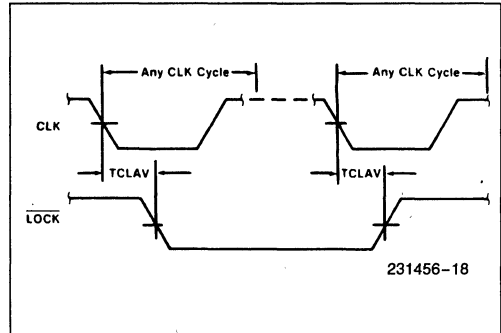 Any CLK Cycle Any CLK Cycle
CLK
TCLAV TCLAV
LOCK
231456-18